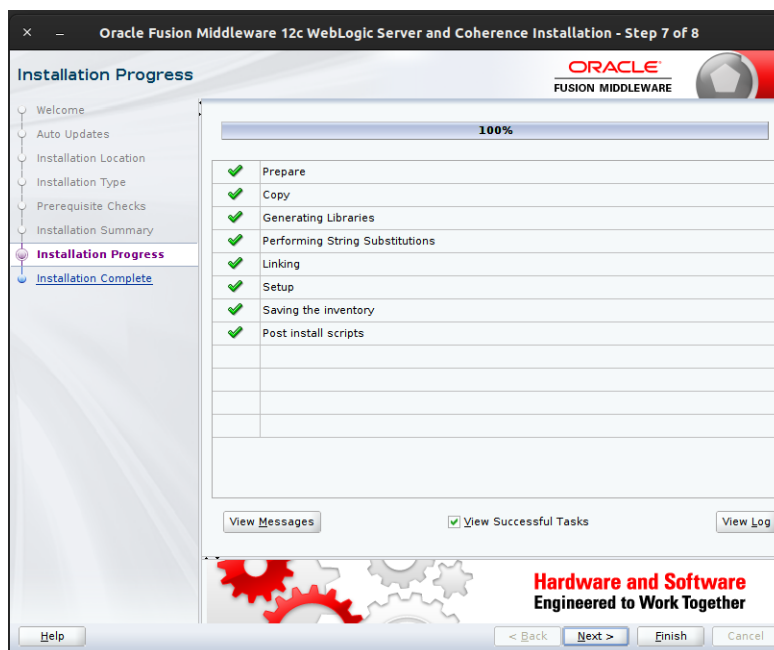 Oracle Fusion Middleware 12c WebLogic Server and Coherence Installation - Step 7 of 8
Installation Progress
ORACLE
FUSION MIDDLEWARE
Welcome
Auto Updates
Installation Location
Installation Type
Prerequisite Checks
Installation Summary
Installation Progress
Installation Complete
100%
Prepare
Copy
Generating Libraries
Performing String Substitutions
Linking
Setup
Saving the inventory
Post install scripts
View Messages
View Successful Tasks
View Log
Hardware and Software
Engineered to Work Together
Help
< Back
Next >
Finish
Cancel